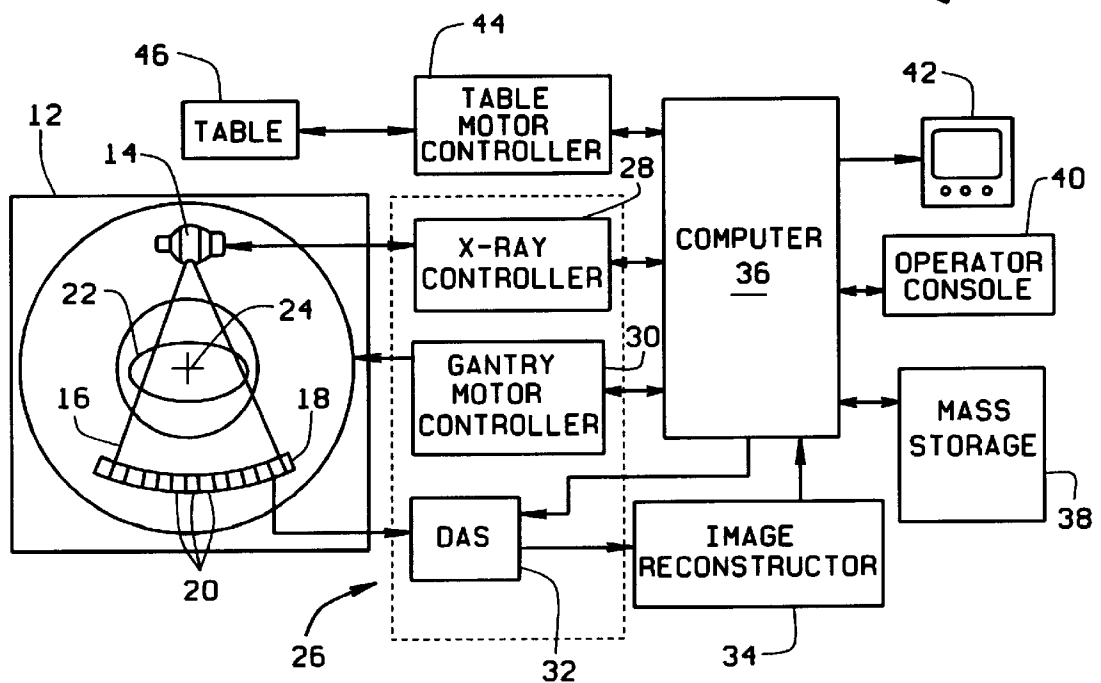 46
TABLE
44
TABLE
MOTOR
CONTROLLER
42
12
14
28
X-RAY
CONTROLLER
COMPUTER
36
40
OPERATOR
CONSOLE
22
24
30
GANTRY
MOTOR
CONTROLLER
16
18
MASS
STORAGE
38
20
DAS
32
IMAGE
RECONSTRUCTOR
34
26